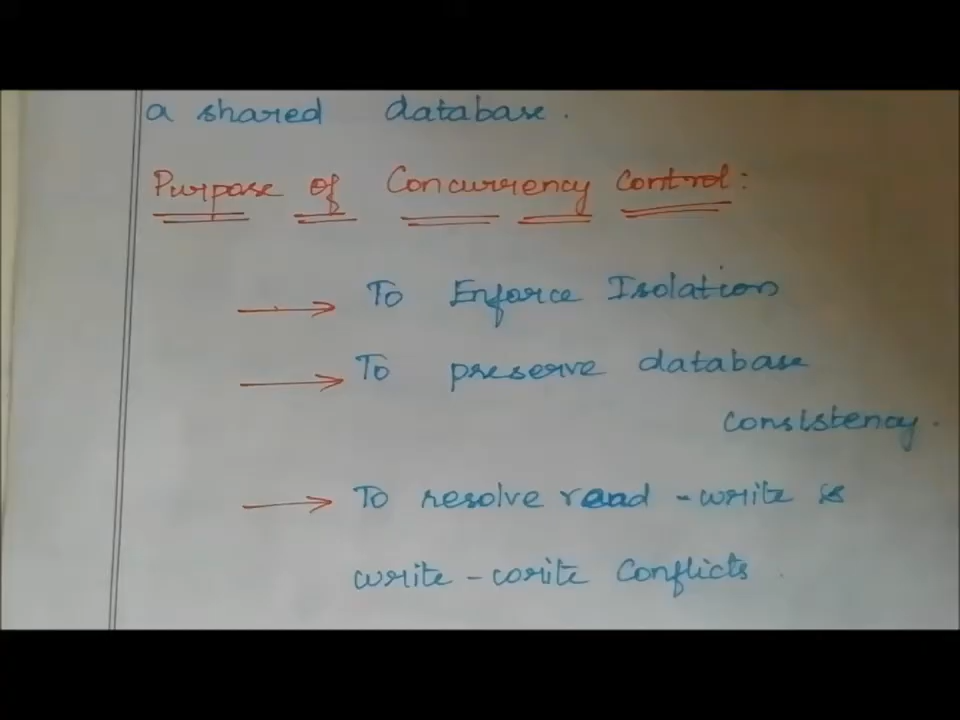 a shared database.
Purpose of Concurrency Control:
→ To Enforce Isolation
→ To preserve database
consistency.
→ To resolve read - write &
write - write Conflicts